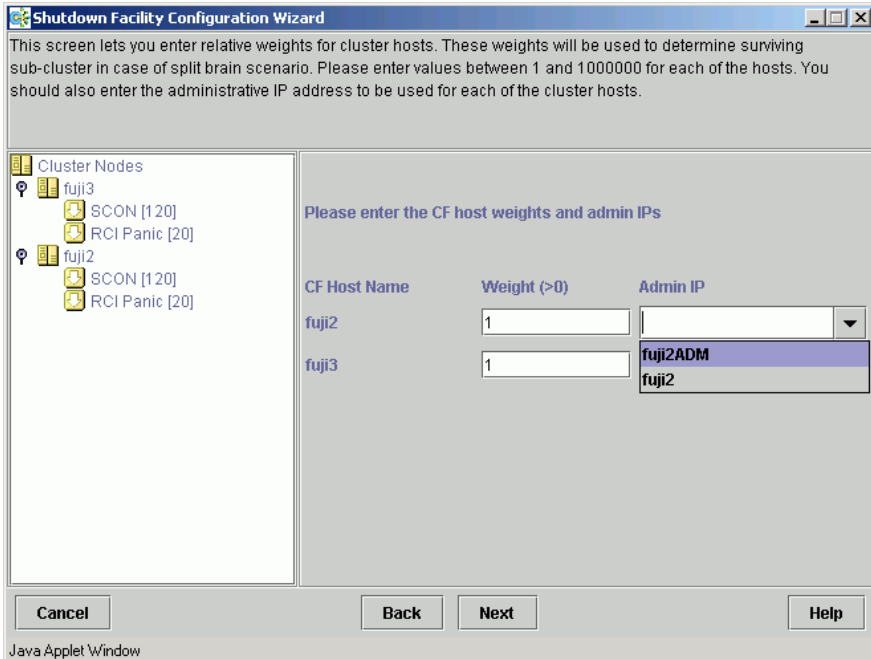 Shutdown Facility Configuration Wizard
This screen lets you enter relative weights for cluster hosts. These weights will be used to determine surviving
sub-cluster in case of split brain scenario. Please enter values between 1 and 1000000 for each of the hosts. You
should also enter the administrative IP address to be used for each of the cluster hosts.
Cluster Nodes
fuji3
SCON [120]
RCI Panic [20]
fuji2
SCON [120]
RCI Panic [20]
Please enter the CF host weights and admin IPs
CF Host Name Weight (>0) Admin IP
fuji2 1
fuji2ADM
fuji3 1
fuji2
Cancel Back Next Help
Java Applet Window